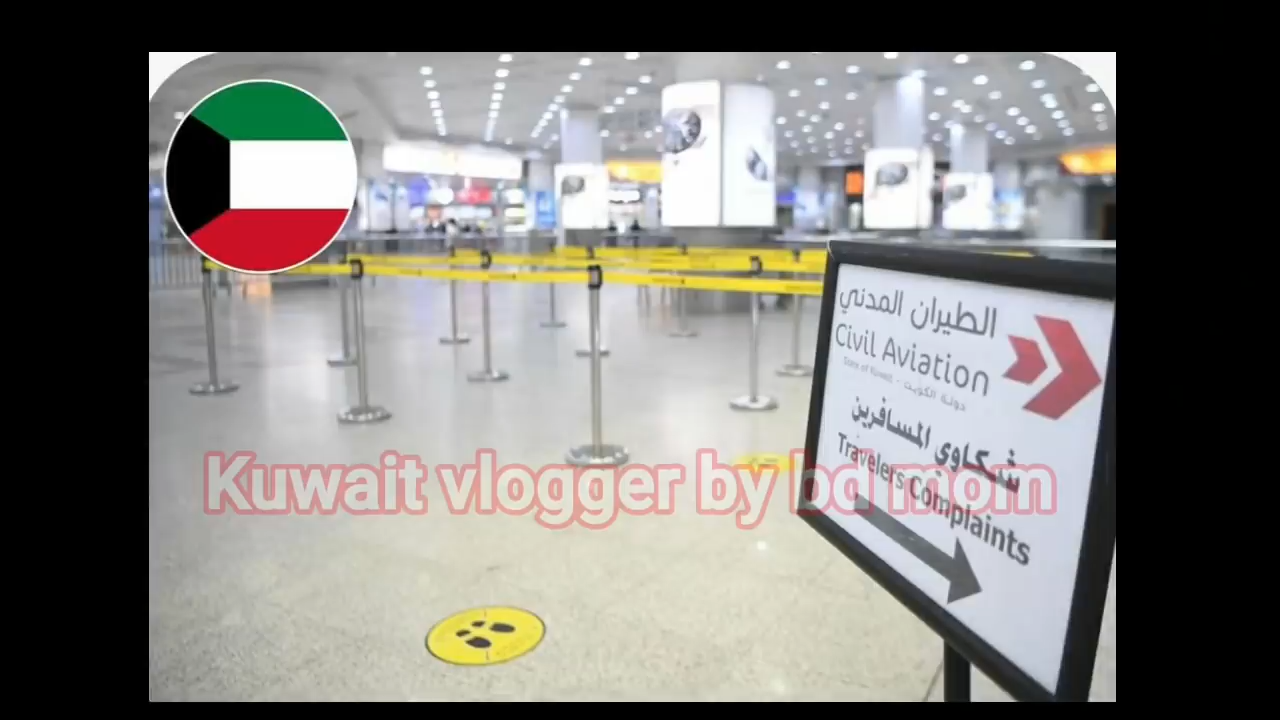 الطيران المدني
Civil Aviation
State of Kuwait - دولة الكويت
شكاوي المسافرين
Travelers Complaints
Kuwait vlogger by bd mom